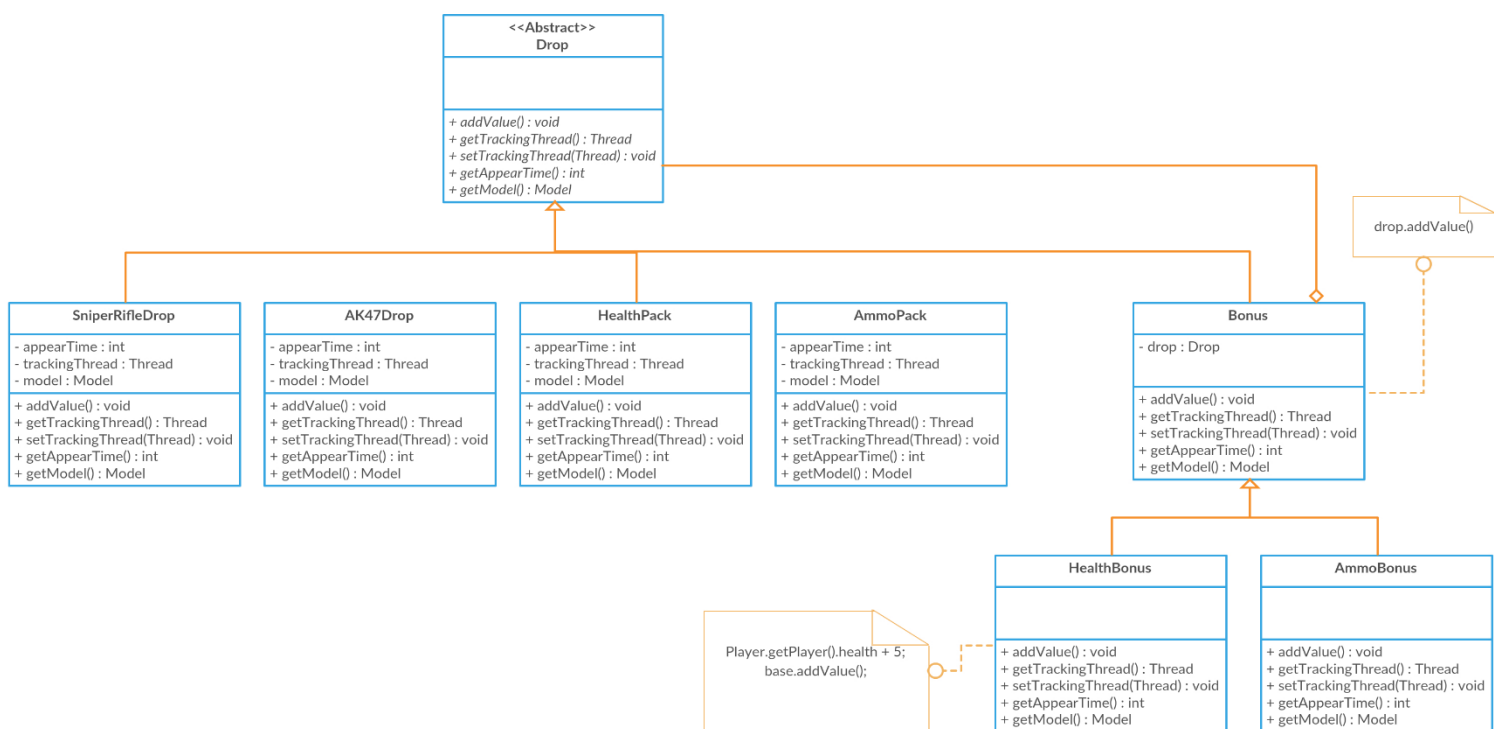 <<Abstract>>
Drop
+ addValue() : void
+ getTrackingThread() : Thread
+ setTrackingThread(Thread) : void
+ getAppearTime() : int
+ getModel() : Model
drop.addValue()
SniperRifleDrop
- appearTime : int
- trackingThread : Thread
- model : Model
+ addValue() : void
+ getTrackingThread() : Thread
+ setTrackingThread(Thread) : void
+ getAppearTime() : int
+ getModel() : Model
AK47Drop
- appearTime : int
- trackingThread : Thread
- model : Model
+ addValue() : void
+ getTrackingThread() : Thread
+ setTrackingThread(Thread) : void
+ getAppearTime() : int
+ getModel() : Model
HealthPack
- appearTime : int
- trackingThread : Thread
- model : Model
+ addValue() : void
+ getTrackingThread() : Thread
+ setTrackingThread(Thread) : void
+ getAppearTime() : int
+ getModel() : Model
AmmoPack
- appearTime : int
- trackingThread : Thread
- model : Model
+ addValue() : void
+ getTrackingThread() : Thread
+ setTrackingThread(Thread) : void
+ getAppearTime() : int
+ getModel() : Model
Bonus
- drop : Drop
+ addValue() : void
+ getTrackingThread() : Thread
+ setTrackingThread(Thread) : void
+ getAppearTime() : int
+ getModel() : Model
Player.getPlayer().health + 5;
base.addValue();
HealthBonus
+ addValue() : void
+ getTrackingThread() : Thread
+ setTrackingThread(Thread) : void
+ getAppearTime() : int
+ getModel() : Model
AmmoBonus
+ addValue() : void
+ getTrackingThread() : Thread
+ setTrackingThread(Thread) : void
+ getAppearTime() : int
+ getModel() : Model